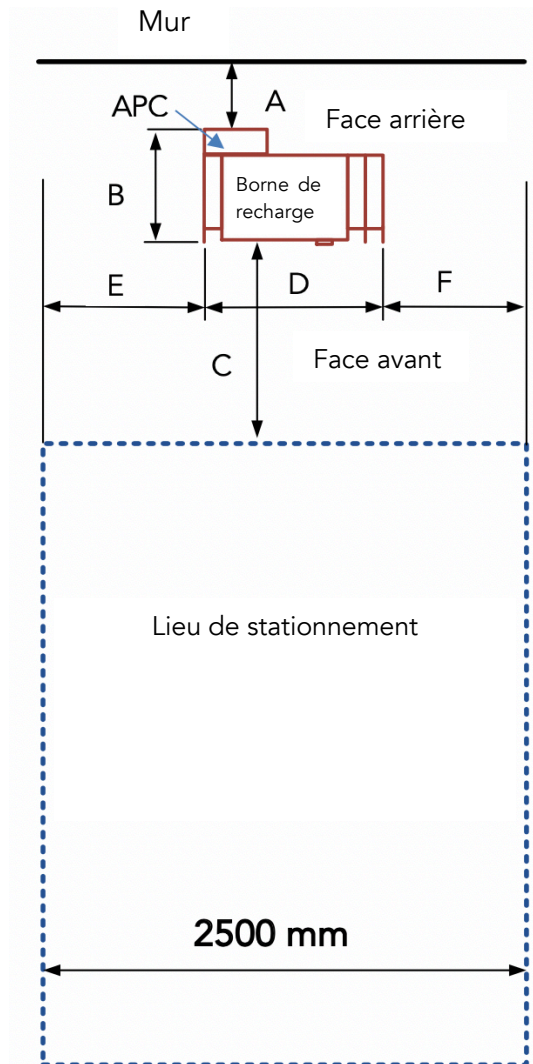 Mur
A
APC
Face arrière
B
Borne de
recharge
E
D
F
C
Face avant
Lieu de stationnement
2500 mm